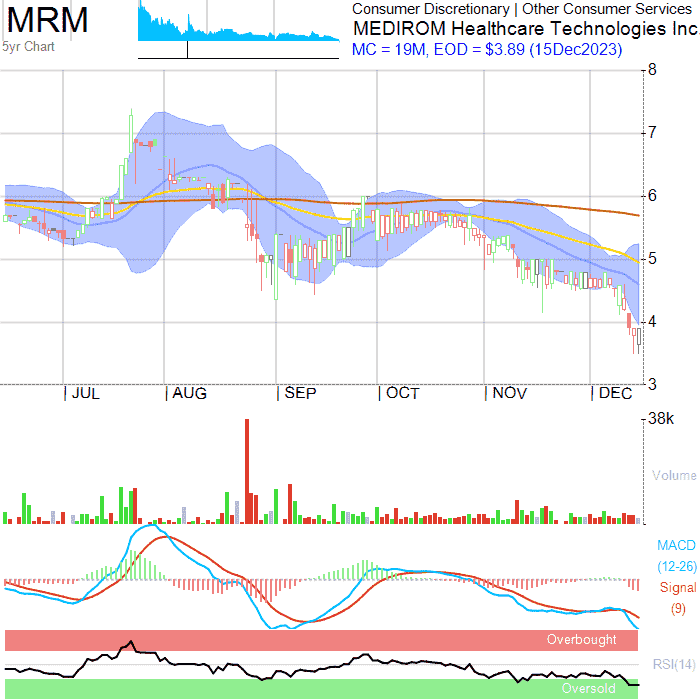 MRM
5yr Chart
Consumer Discretionary | Other Consumer Services
MEDIROM Healthcare Technologies Inc
MC = 19M, EOD = $3.89 (15Dec2023)
8
7
6
5
4
3
JUL AUG SEP OCT NOV DEC
38k
Volume
MACD
(12-26)
Signal
(9)
Overbought
RSI(14)
Oversold